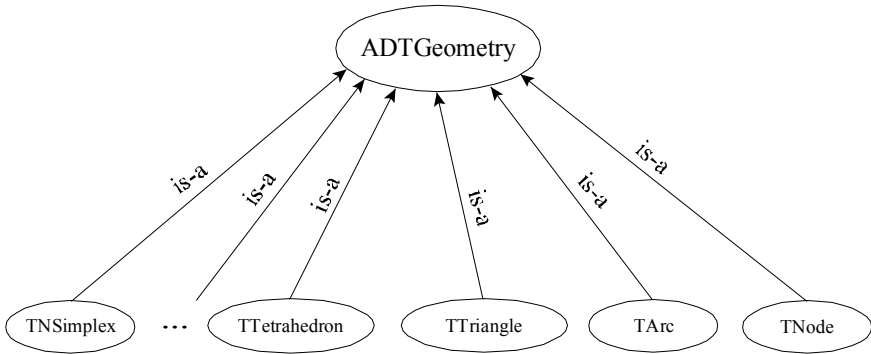 ADTGeometry
is-a
is-a
is-a
is-a
is-a
is-a
TNSimplex ... TTetrahedron TTriangle TArc TNode